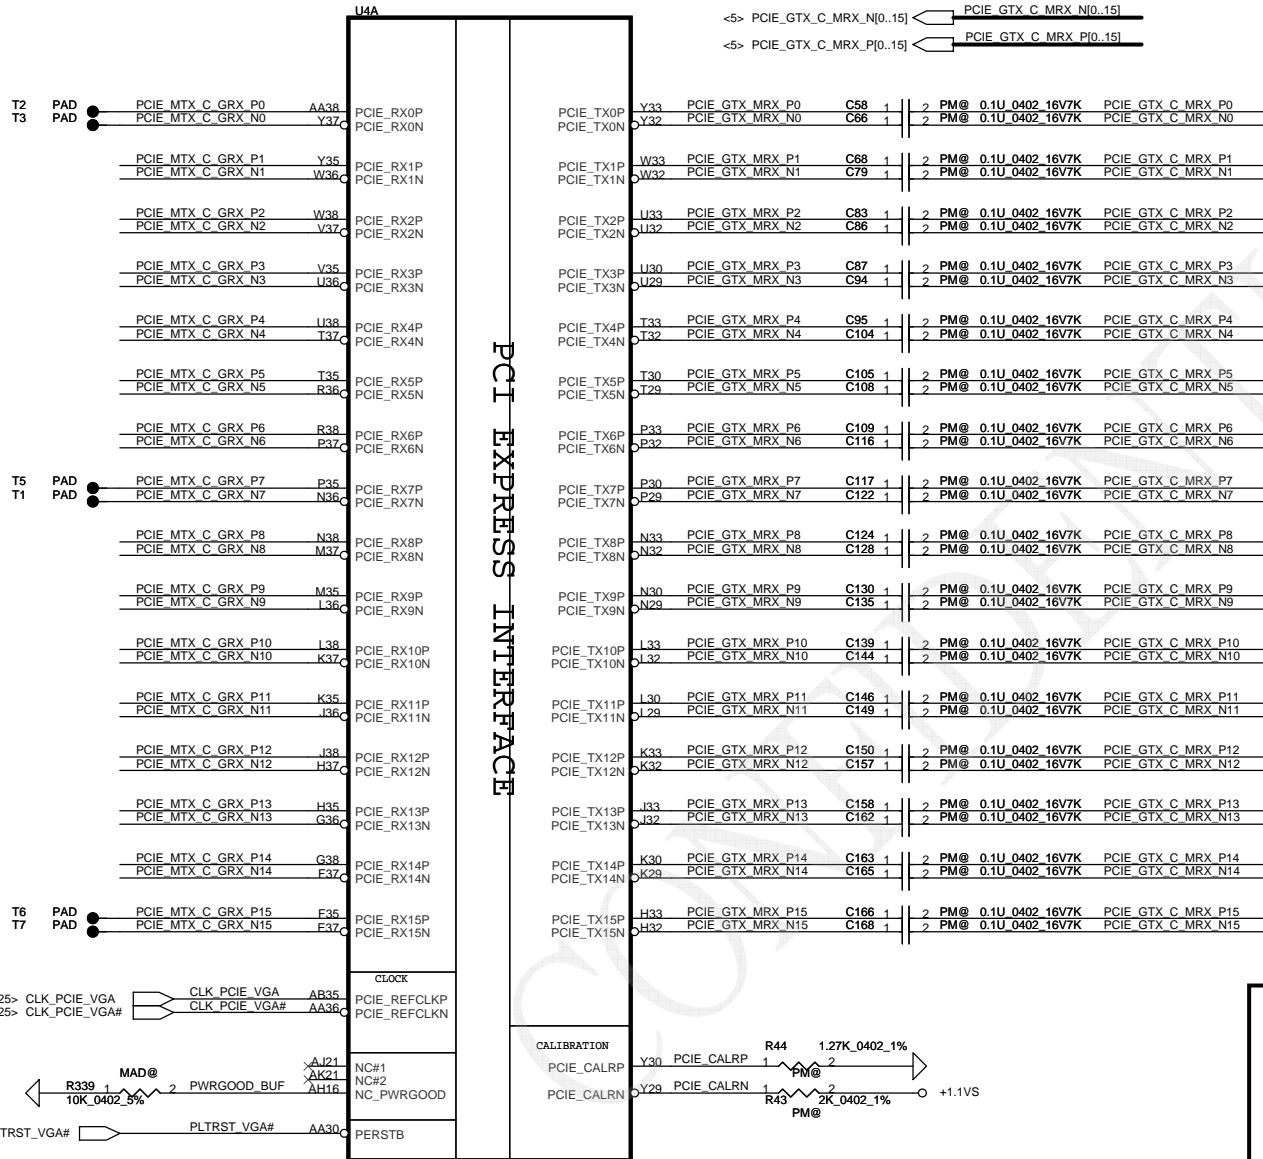 U4A
<5> PCIE_GTX_C_MRX_N[0..15] PCIE_GTX_C_MRX_N[0..15]
<5> PCIE_GTX_C_MRX_P[0..15] PCIE_GTX_C_MRX_P[0..15]
T2 PAD PCIE_MTX_C_GRX_P0 AA38 PCIE_RX0P PCIE_TX0P Y33 PCIE_GTX_MRX_P0 C58 1 2 PM@ 0.1U_0402_16V7K PCIE_GTX_C_MRX_P0
T3 PAD PCIE_MTX_C_GRX_N0 Y37 PCIE_RX0N PCIE_TX0N Y32 PCIE_GTX_MRX_N0 C66 1 2 PM@ 0.1U_0402_16V7K PCIE_GTX_C_MRX_N0
PCIE_MTX_C_GRX_P1 Y35 PCIE_RX1P PCIE_TX1P W33 PCIE_GTX_MRX_P1 C68 1 2 PM@ 0.1U_0402_16V7K PCIE_GTX_C_MRX_P1
PCIE_MTX_C_GRX_N1 W36 PCIE_RX1N PCIE_TX1N W32 PCIE_GTX_MRX_N1 C79 1 2 PM@ 0.1U_0402_16V7K PCIE_GTX_C_MRX_N1
PCIE_MTX_C_GRX_P2 W38 PCIE_RX2P PCIE_TX2P U33 PCIE_GTX_MRX_P2 C83 1 2 PM@ 0.1U_0402_16V7K PCIE_GTX_C_MRX_P2
PCIE_MTX_C_GRX_N2 V37 PCIE_RX2N PCIE_TX2N U32 PCIE_GTX_MRX_N2 C86 1 2 PM@ 0.1U_0402_16V7K PCIE_GTX_C_MRX_N2
PCIE_MTX_C_GRX_P3 V35 PCIE_RX3P PCIE_TX3P U30 PCIE_GTX_MRX_P3 C87 1 2 PM@ 0.1U_0402_16V7K PCIE_GTX_C_MRX_P3
PCIE_MTX_C_GRX_N3 U36 PCIE_RX3N PCIE_TX3N U29 PCIE_GTX_MRX_N3 C94 1 2 PM@ 0.1U_0402_16V7K PCIE_GTX_C_MRX_N3
PCIE_MTX_C_GRX_P4 U38 PCIE_RX4P PCIE_TX4P T33 PCIE_GTX_MRX_P4 C95 1 2 PM@ 0.1U_0402_16V7K PCIE_GTX_C_MRX_P4
PCIE_MTX_C_GRX_N4 T37 PCIE_RX4N PCIE_TX4N T32 PCIE_GTX_MRX_N4 C104 1 2 PM@ 0.1U_0402_16V7K PCIE_GTX_C_MRX_N4
PCIE_MTX_C_GRX_P5 T35 PCIE_RX5P PCIE_TX5P T30 PCIE_GTX_MRX_P5 C105 1 2 PM@ 0.1U_0402_16V7K PCIE_GTX_C_MRX_P5
PCIE_MTX_C_GRX_N5 R36 PCIE_RX5N PCIE_TX5N T29 PCIE_GTX_MRX_N5 C108 1 2 PM@ 0.1U_0402_16V7K PCIE_GTX_C_MRX_N5
PCIE_MTX_C_GRX_P6 R38 PCIE_RX6P PCIE_TX6P P33 PCIE_GTX_MRX_P6 C109 1 2 PM@ 0.1U_0402_16V7K PCIE_GTX_C_MRX_P6
PCIE_MTX_C_GRX_N6 P37 PCIE_RX6N PCIE_TX6N P32 PCIE_GTX_MRX_N6 C116 1 2 PM@ 0.1U_0402_16V7K PCIE_GTX_C_MRX_N6
T5 PAD PCIE_MTX_C_GRX_P7 P35 PCIE_RX7P PCIE_TX7P P30 PCIE_GTX_MRX_P7 C117 1 2 PM@ 0.1U_0402_16V7K PCIE_GTX_C_MRX_P7
T1 PAD PCIE_MTX_C_GRX_N7 N36 PCIE_RX7N PCIE_TX7N P29 PCIE_GTX_MRX_N7 C122 1 2 PM@ 0.1U_0402_16V7K PCIE_GTX_C_MRX_N7
PCIE_MTX_C_GRX_P8 N38 PCIE_RX8P PCIE_TX8P N33 PCIE_GTX_MRX_P8 C124 1 2 PM@ 0.1U_0402_16V7K PCIE_GTX_C_MRX_P8
PCIE_MTX_C_GRX_N8 M37 PCIE_RX8N PCIE_TX8N N32 PCIE_GTX_MRX_N8 C128 1 2 PM@ 0.1U_0402_16V7K PCIE_GTX_C_MRX_N8
PCIE_MTX_C_GRX_P9 M35 PCIE_RX9P PCIE_TX9P N30 PCIE_GTX_MRX_P9 C130 1 2 PM@ 0.1U_0402_16V7K PCIE_GTX_C_MRX_P9
PCIE_MTX_C_GRX_N9 L36 PCIE_RX9N PCIE_TX9N N29 PCIE_GTX_MRX_N9 C135 1 2 PM@ 0.1U_0402_16V7K PCIE_GTX_C_MRX_N9
PCIE_MTX_C_GRX_P10 L38 PCIE_RX10P PCIE_TX10P L33 PCIE_GTX_MRX_P10 C139 1 2 PM@ 0.1U_0402_16V7K PCIE_GTX_C_MRX_P10
PCIE_MTX_C_GRX_N10 K37 PCIE_RX10N PCIE_TX10N L32 PCIE_GTX_MRX_N10 C144 1 2 PM@ 0.1U_0402_16V7K PCIE_GTX_C_MRX_N10
PCIE_MTX_C_GRX_P11 K35 PCIE_RX11P PCIE_TX11P L30 PCIE_GTX_MRX_P11 C146 1 2 PM@ 0.1U_0402_16V7K PCIE_GTX_C_MRX_P11
PCIE_MTX_C_GRX_N11 J36 PCIE_RX11N PCIE_TX11N L29 PCIE_GTX_MRX_N11 C149 1 2 PM@ 0.1U_0402_16V7K PCIE_GTX_C_MRX_N11
PCIE_MTX_C_GRX_P12 J38 PCIE_RX12P PCIE_TX12P K33 PCIE_GTX_MRX_P12 C150 1 2 PM@ 0.1U_0402_16V7K PCIE_GTX_C_MRX_P12
PCIE_MTX_C_GRX_N12 H37 PCIE_RX12N PCIE_TX12N K32 PCIE_GTX_MRX_N12 C157 1 2 PM@ 0.1U_0402_16V7K PCIE_GTX_C_MRX_N12
PCIE_MTX_C_GRX_P13 H35 PCIE_RX13P PCIE_TX13P J33 PCIE_GTX_MRX_P13 C158 1 2 PM@ 0.1U_0402_16V7K PCIE_GTX_C_MRX_P13
PCIE_MTX_C_GRX_N13 G36 PCIE_RX13N PCIE_TX13N J32 PCIE_GTX_MRX_N13 C162 1 2 PM@ 0.1U_0402_16V7K PCIE_GTX_C_MRX_N13
PCIE_MTX_C_GRX_P14 G38 PCIE_RX14P PCIE_TX14P K30 PCIE_GTX_MRX_P14 C163 1 2 PM@ 0.1U_0402_16V7K PCIE_GTX_C_MRX_P14
PCIE_MTX_C_GRX_N14 F37 PCIE_RX14N PCIE_TX14N K29 PCIE_GTX_MRX_N14 C165 1 2 PM@ 0.1U_0402_16V7K PCIE_GTX_C_MRX_N14
T6 PAD PCIE_MTX_C_GRX_P15 F35 PCIE_RX15P PCIE_TX15P H33 PCIE_GTX_MRX_P15 C166 1 2 PM@ 0.1U_0402_16V7K PCIE_GTX_C_MRX_P15
T7 PAD PCIE_MTX_C_GRX_N15 E37 PCIE_RX15N PCIE_TX15N H32 PCIE_GTX_MRX_N15 C168 1 2 PM@ 0.1U_0402_16V7K PCIE_GTX_C_MRX_N15
PCI EXPRESS INTERFACE
CLOCK
25> CLK_PCIE_VGA CLK_PCIE_VGA AB35 PCIE_REFCLKP
25> CLK_PCIE_VGA# CLK_PCIE_VGA# AA36 PCIE_REFCLKN
CALIBRATION
R44 1.27K_0402_1%
PCIE_CALRP Y30 PCIE_CALRP 1 2
PM@
PCIE_CALRN Y29 PCIE_CALRN 1 2 +1.1VS
R43 2K_0402_1%
PM@
AJ21 NC#1
AK21 NC#2
MAD@
R339 1 2 PWRGOOD_BUF AH16 NC_PWRGOOD
10K_0402_5%
TRST_VGA# PLTRST_VGA# AA30 PERSTB
CONFIDENT